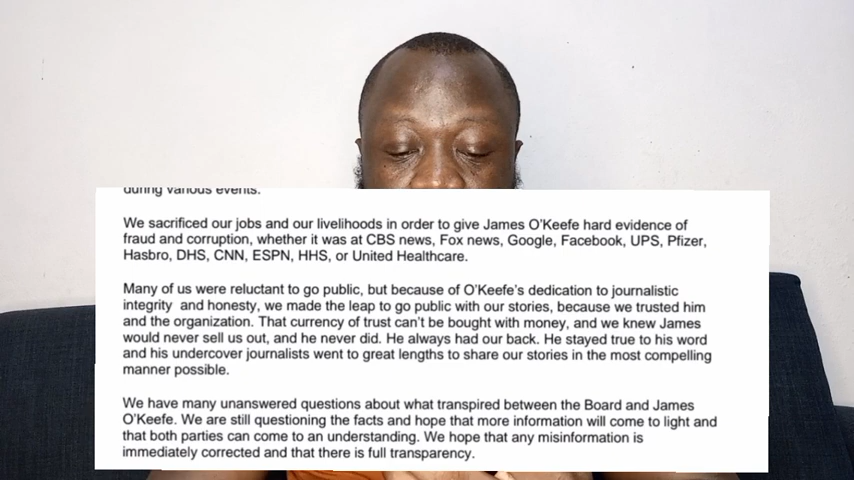 during various events.
We sacrificed our jobs and our livelihoods in order to give James O'Keefe hard evidence of
fraud and corruption, whether it was at CBS news, Fox news, Google, Facebook, UPS, Pfizer,
Hasbro, DHS, CNN, ESPN, HHS, or United Healthcare.
Many of us were reluctant to go public, but because of O'Keefe's dedication to journalistic
integrity and honesty, we made the leap to go public with our stories, because we trusted him
and the organization. That currency of trust can't be bought with money, and we knew James
would never sell us out, and he never did. He always had our back. He stayed true to his word
and his undercover journalists went to great lengths to share our stories in the most compelling
manner possible.
We have many unanswered questions about what transpired between the Board and James
O'Keefe. We are still questioning the facts and hope that more information will come to light and
that both parties can come to an understanding. We hope that any misinformation is
immediately corrected and that there is full transparency.